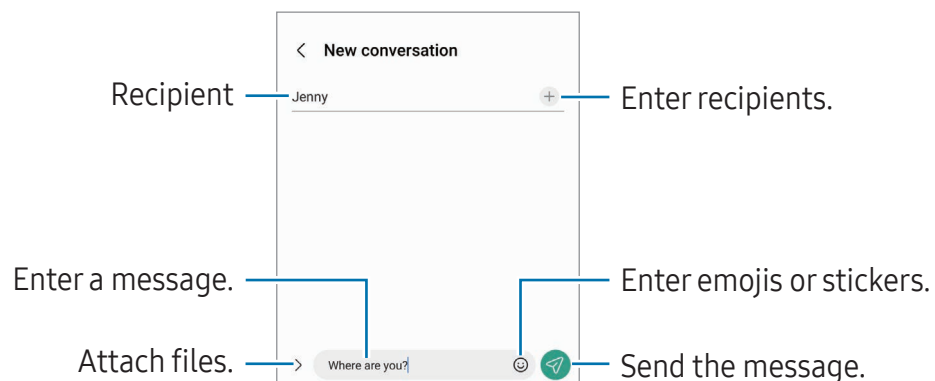 New conversation
Recipient
Jenny
Enter recipients.
Enter a message.
Enter emojis or stickers.
Attach files.
Where are you?
Send the message.